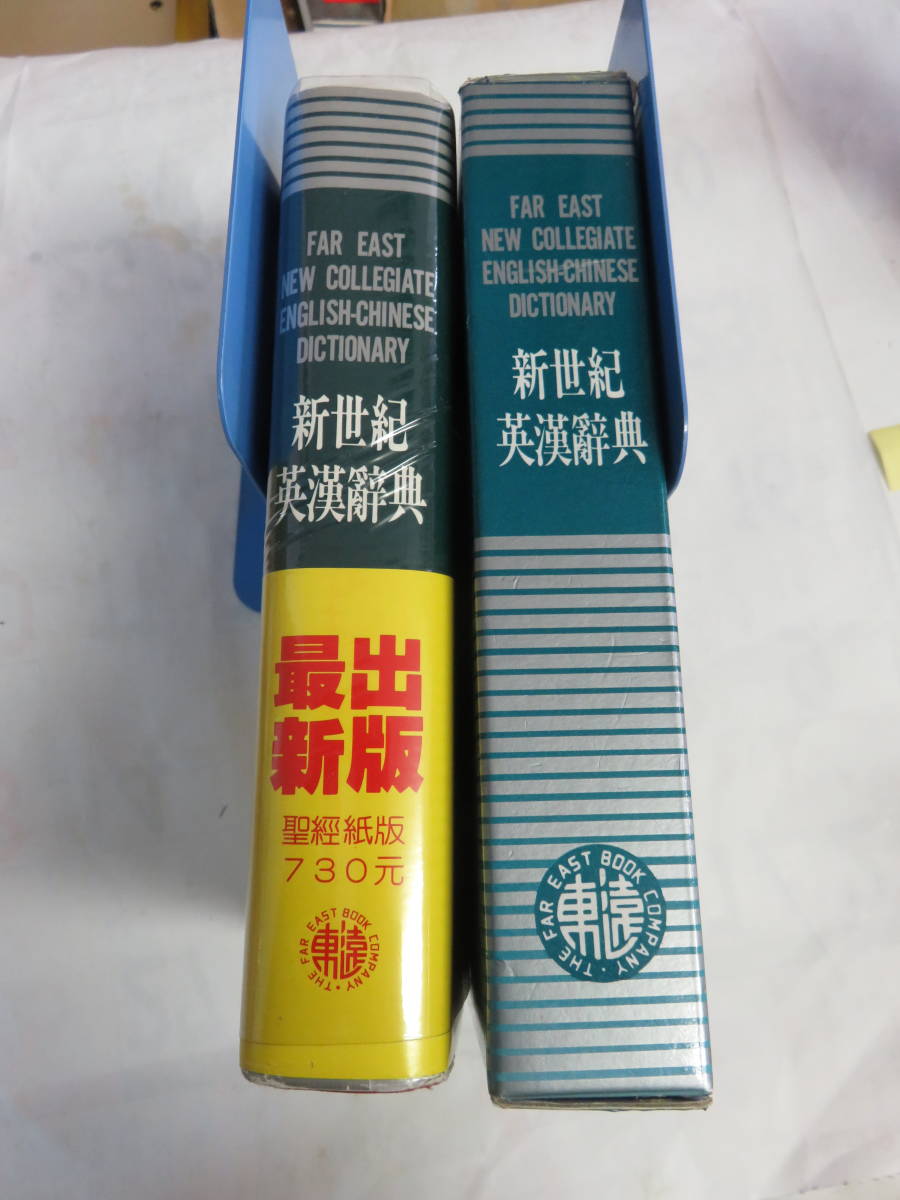 FAR EAST
NEW COLLEGIATE
ENGLISH-CHINESE
DICTIONARY
新世紀
英漢辭典
最出
新版
聖經紙版
730元
THE FAR EAST BOOK COMPANY
遠東
FAR EAST
NEW COLLEGIATE
ENGLISH-CHINESE
DICTIONARY
新世紀
英漢辭典
THE FAR EAST BOOK COMPANY
遠東